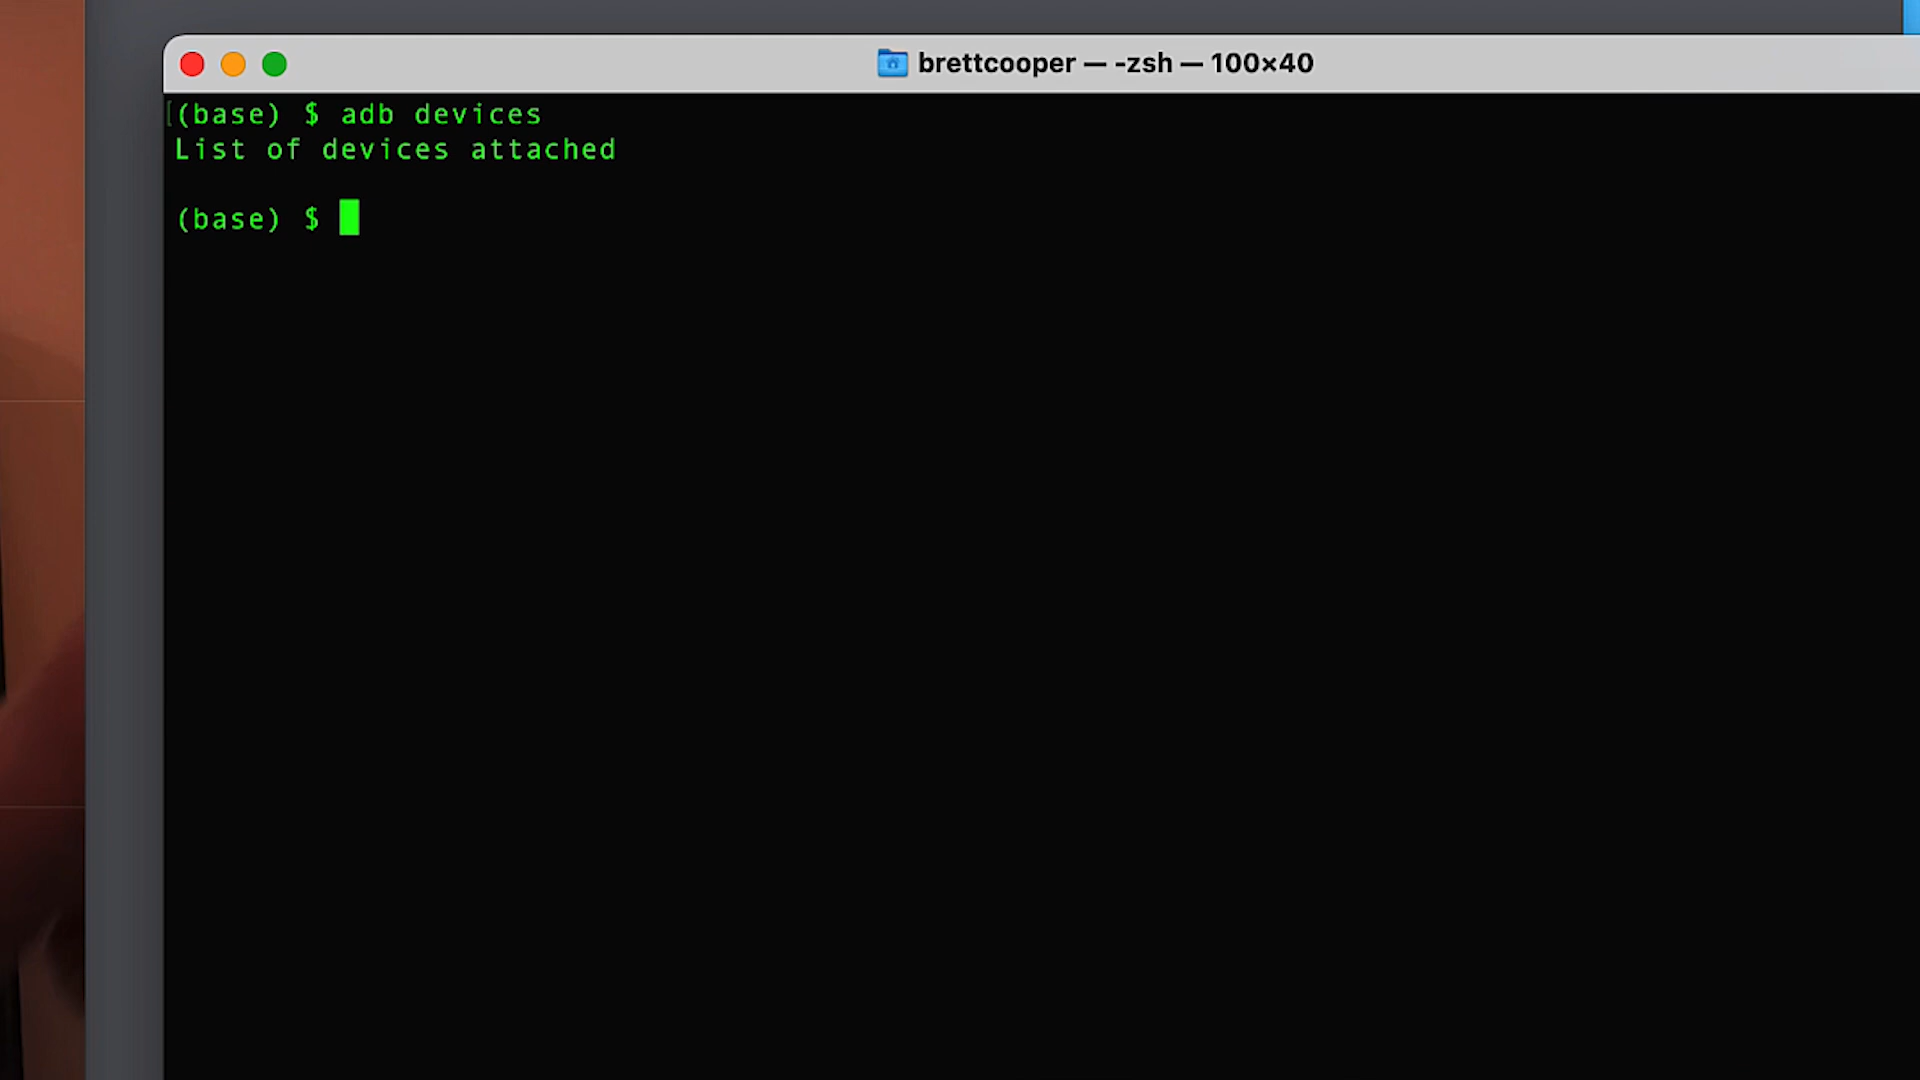 brettcooper — -zsh — 100×40
(base) $ adb devices
List of devices attached
(base) $